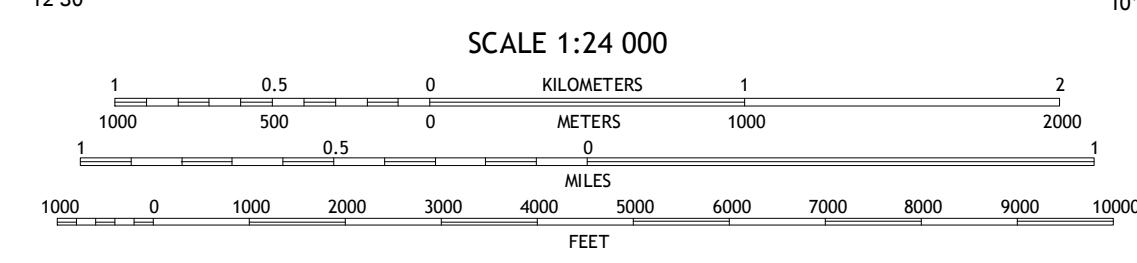 12'30" 10'
SCALE 1:24 000
1 0.5 0 KILOMETERS 1 2
1000 500 0 METERS 1000 2000
1 0.5 0 1
MILES
1000 0 1000 2000 3000 4000 5000 6000 7000 8000 9000 10000
FEET